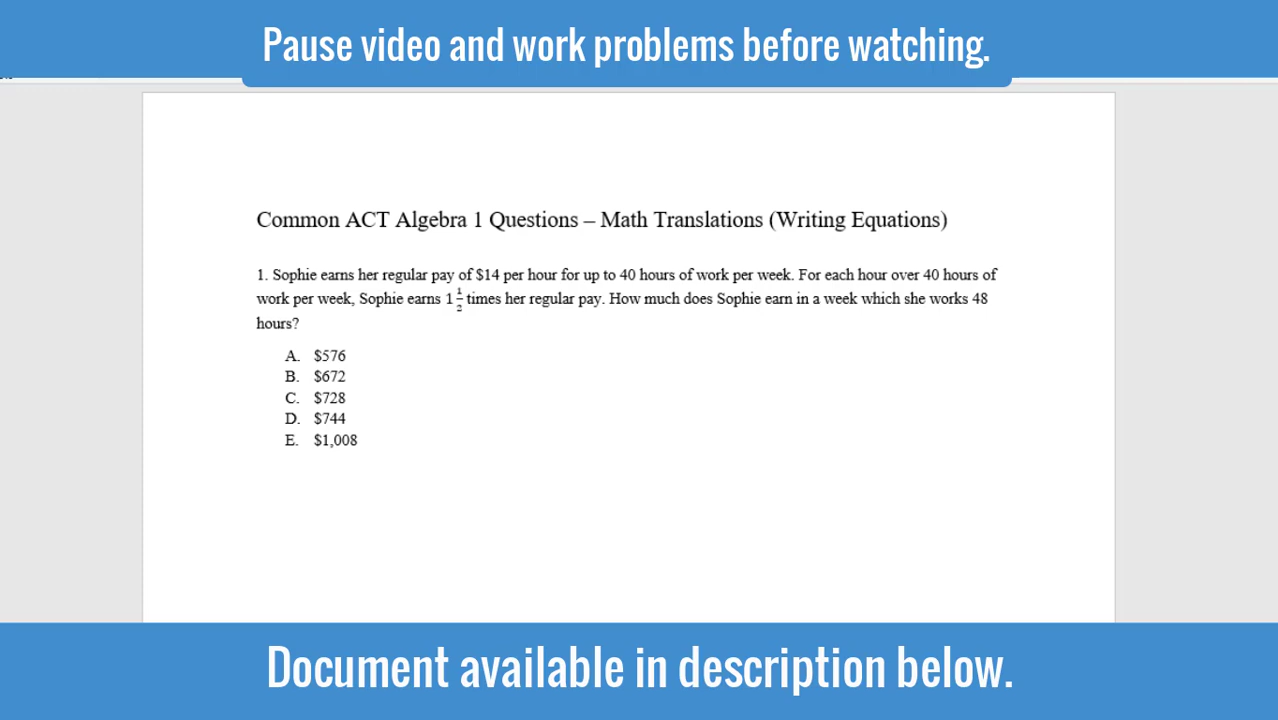 Pause video and work problems before watching.
Common ACT Algebra 1 Questions – Math Translations (Writing Equations)
1. Sophie earns her regular pay of $14 per hour for up to 40 hours of work per week. For each hour over 40 hours of
work per week, Sophie earns 1 1/2 times her regular pay. How much does Sophie earn in a week which she works 48
hours?
A. $576
B. $672
C. $728
D. $744
E. $1,008
Document available in description below.